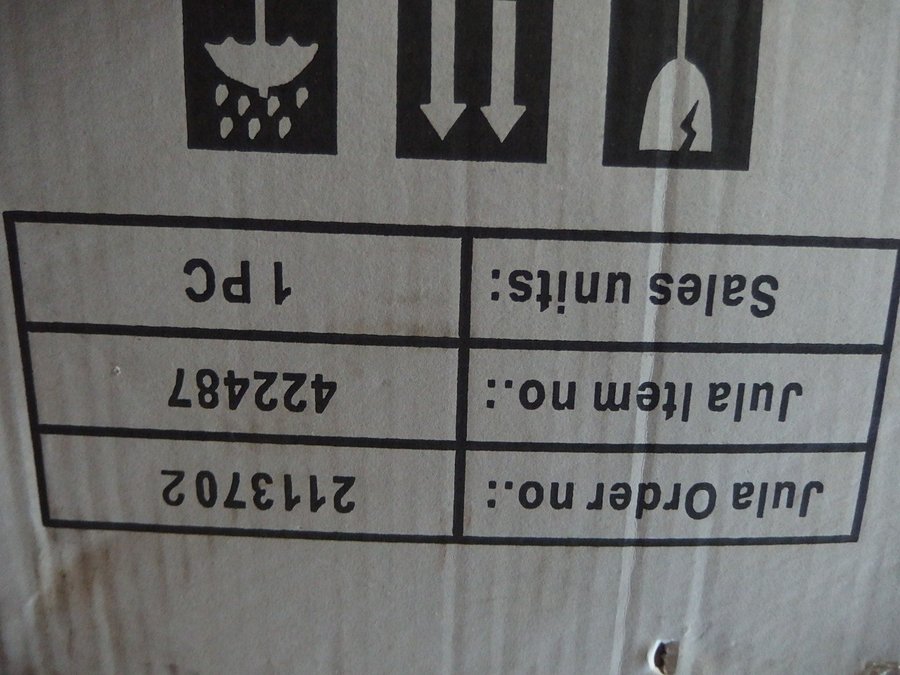 Jula Order no.: 2113702
Jula Item no.: 422487
Sales units: 1 PC